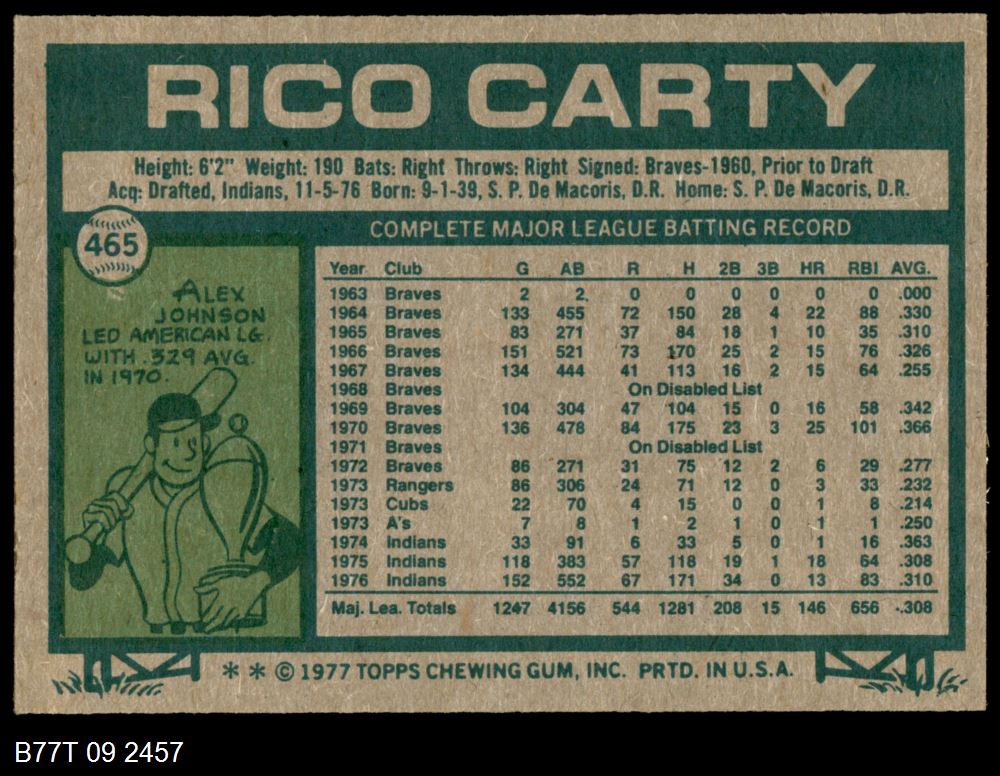 RICO CARTY
Height: 6'2" Weight: 190 Bats: Right Throws: Right Signed: Braves-1960, Prior to Draft
Acq: Drafted, Indians, 11-5-76 Born: 9-1-39, S. P. De Macoris, D.R. Home: S. P. De Macoris, D.R.
465
ALEX
JOHNSON
LED AMERICAN LG.
WITH .329 AVG.
IN 1970.
COMPLETE MAJOR LEAGUE BATTING RECORD
Year Club G AB R H 2B 3B HR RBI AVG.
1963 Braves 2 2 0 0 0 0 0 0 .000
1964 Braves 133 455 72 150 28 4 22 88 .330
1965 Braves 83 271 37 84 18 1 10 35 .310
1966 Braves 151 521 73 170 25 2 15 76 .326
1967 Braves 134 444 41 113 16 2 15 64 .255
1968 Braves On Disabled List
1969 Braves 104 304 47 104 15 0 16 58 .342
1970 Braves 136 478 84 175 23 3 25 101 .366
1971 Braves On Disabled List
1972 Braves 86 271 31 75 12 2 6 29 .277
1973 Rangers 86 306 24 71 12 0 3 33 .232
1973 Cubs 22 70 4 15 0 0 1 8 .214
1973 A's 7 8 1 2 1 0 1 1 .250
1974 Indians 33 91 6 33 5 0 1 16 .363
1975 Indians 118 383 57 118 19 1 18 64 .308
1976 Indians 152 552 67 171 34 0 13 83 .310
Maj. Lea. Totals 1247 4156 544 1281 208 15 146 656 .308
** © 1977 TOPPS CHEWING GUM, INC. PRTD. IN U.S.A.
B77T 09 2457